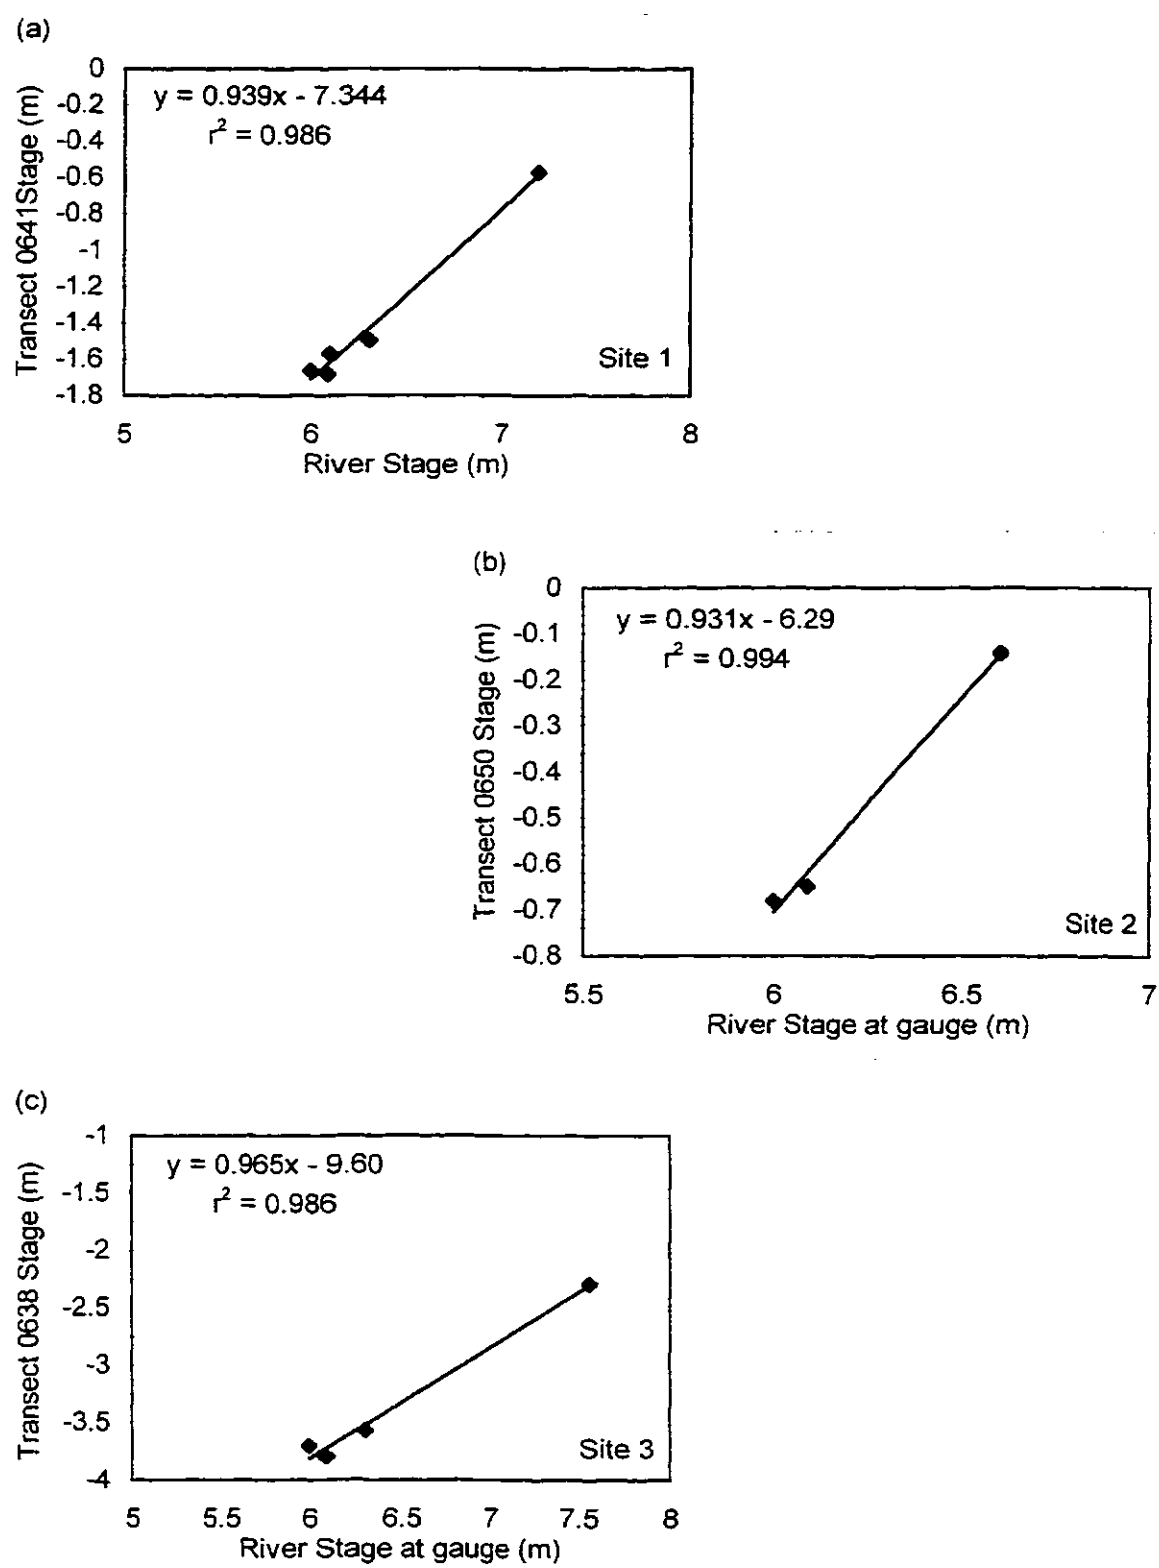 (a)
0
y = 0.939x - 7.344
-0.2
r² = 0.986
-0.4
-0.6
-0.8
-1
-1.2
-1.4
-1.6
-1.8
Transect 0641Stage (m)
Site 1
5 6 7 8
River Stage (m)
(b)
0
y = 0.931x - 6.29
-0.1
r² = 0.994
-0.2
-0.3
-0.4
-0.5
-0.6
-0.7
-0.8
Transect 0650 Stage (m)
Site 2
5.5 6 6.5 7
River Stage at gauge (m)
(c)
-1
y = 0.965x - 9.60
-1.5
r² = 0.986
-2
-2.5
-3
-3.5
-4
Transect 0638 Stage (m)
Site 3
5 5.5 6 6.5 7 7.5 8
River Stage at gauge (m)